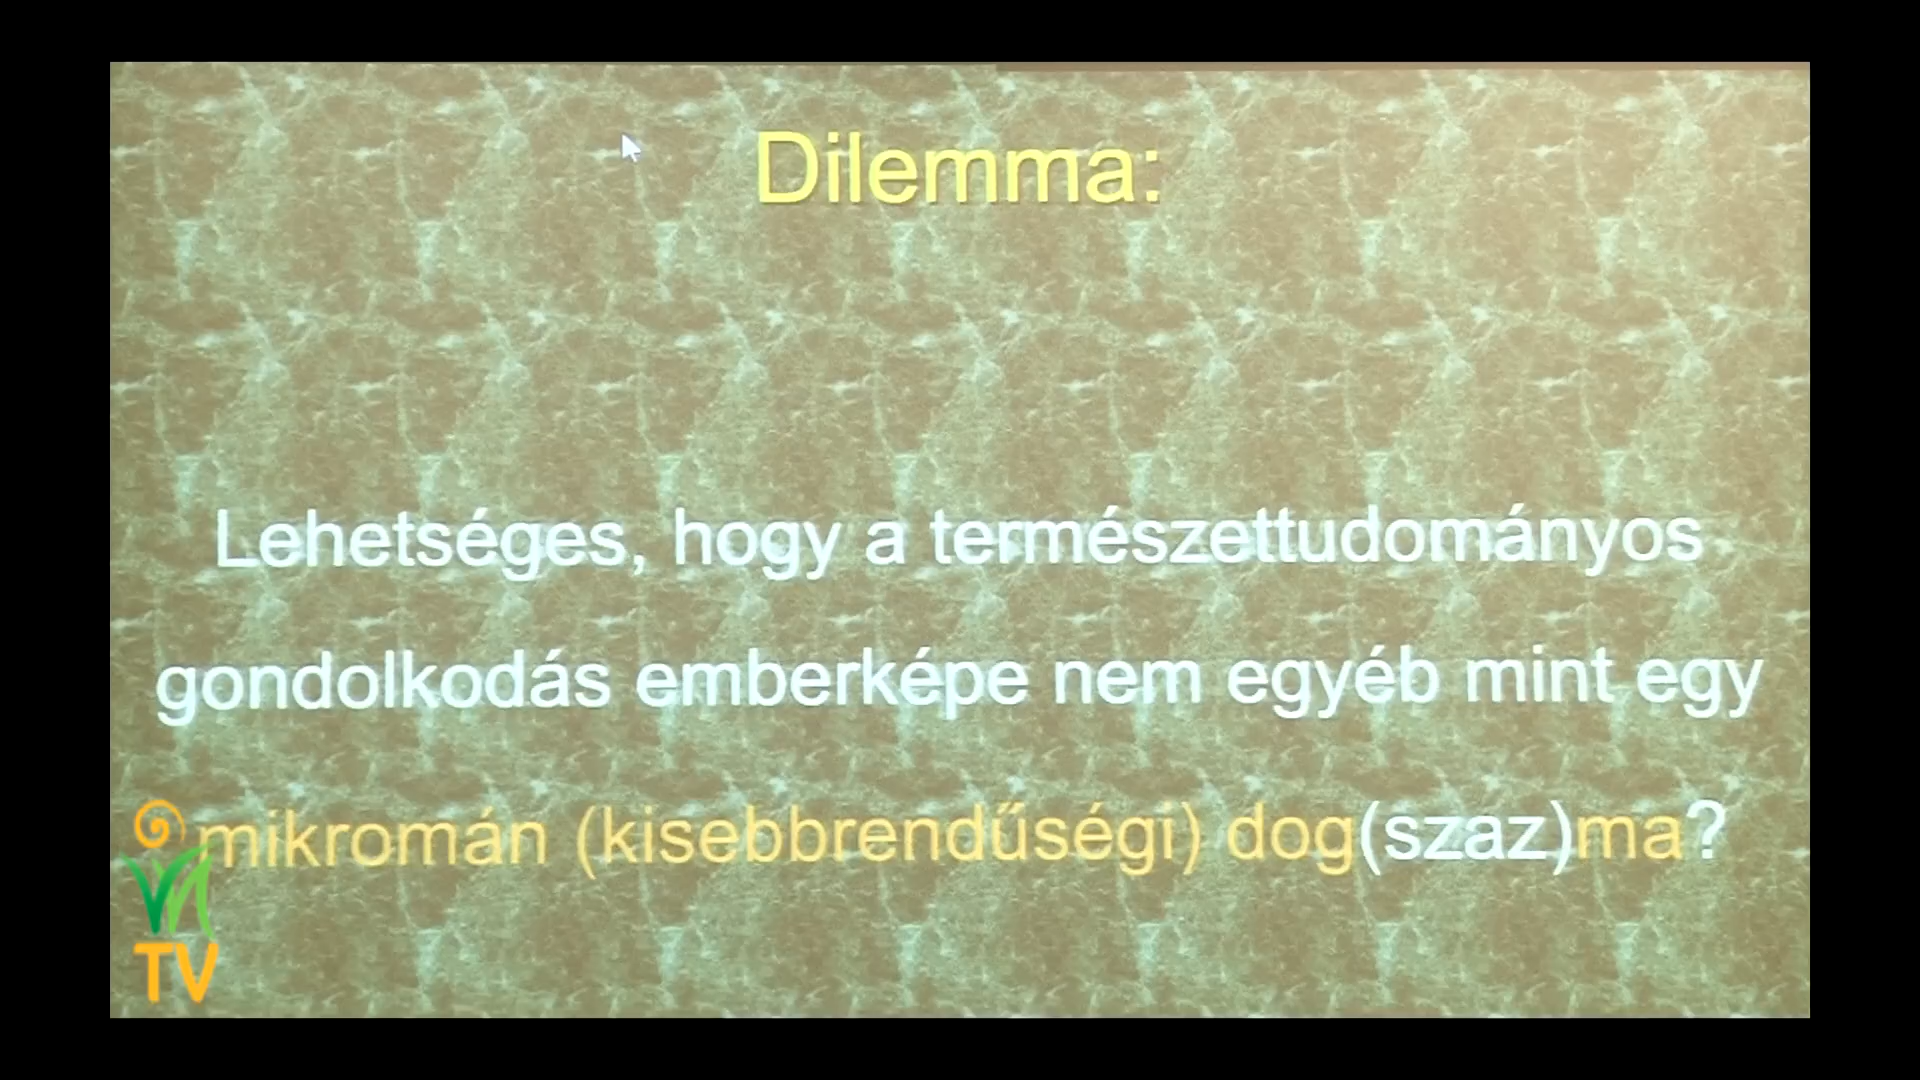 Dilemma:
Lehetséges, hogy a természettudományos
gondolkodás emberképe nem egyéb mint egy
mikromán (kisebbrendűségi) dog(szaz)ma?
TV